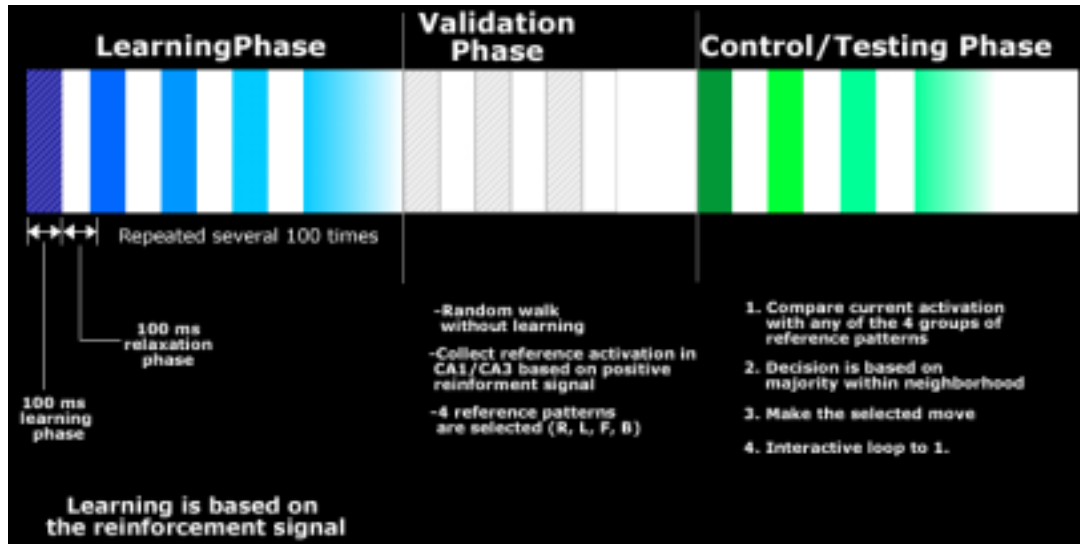 LearningPhase
Validation
Phase
Control/Testing Phase
Repeated several 100 times
100 ms
relaxation
phase
100 ms
learning
phase
Learning is based on
the reinforcement signal
-Random walk
without learning
-Collect reference activation in
CA1/CA3 based on positive
reinforment signal
-4 reference patterns
are selected (R, L, F, B)
1. Compare current activation
with any of the 4 groups of
reference patterns
2. Decision is based on
majority within neighborhood
3. Make the selected move
4. Interactive loop to 1.